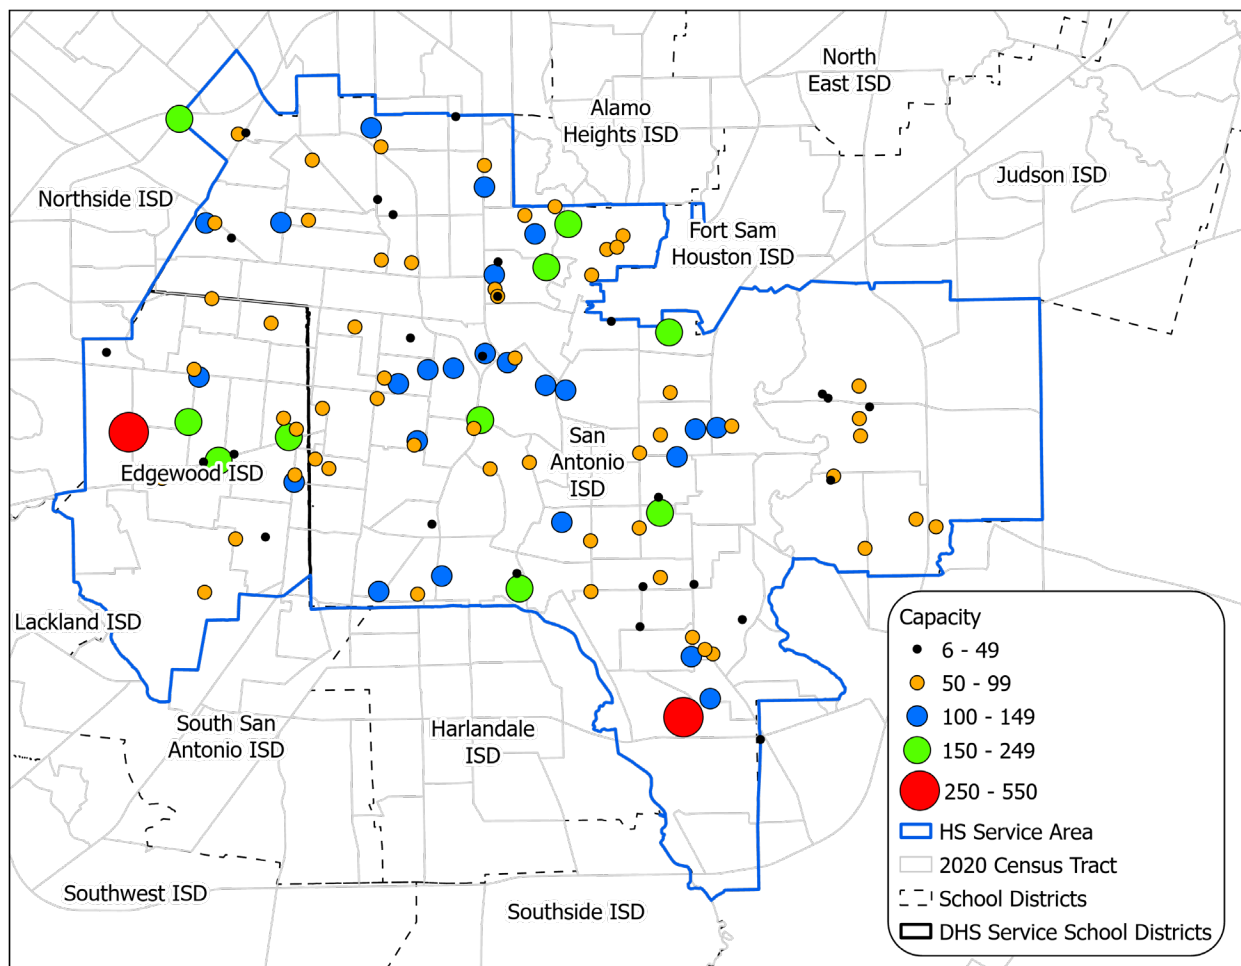 North
East ISD
Alamo
Heights ISD
Judson ISD
Northside ISD
Fort Sam
Houston ISD
San
Antonio
ISD
Edgewood ISD
Lackland ISD
South San
Antonio ISD
Harlandale
ISD
Southwest ISD
Southside ISD
Capacity
6 - 49
50 - 99
100 - 149
150 - 249
250 - 550
HS Service Area
2020 Census Tract
School Districts
DHS Service School Districts